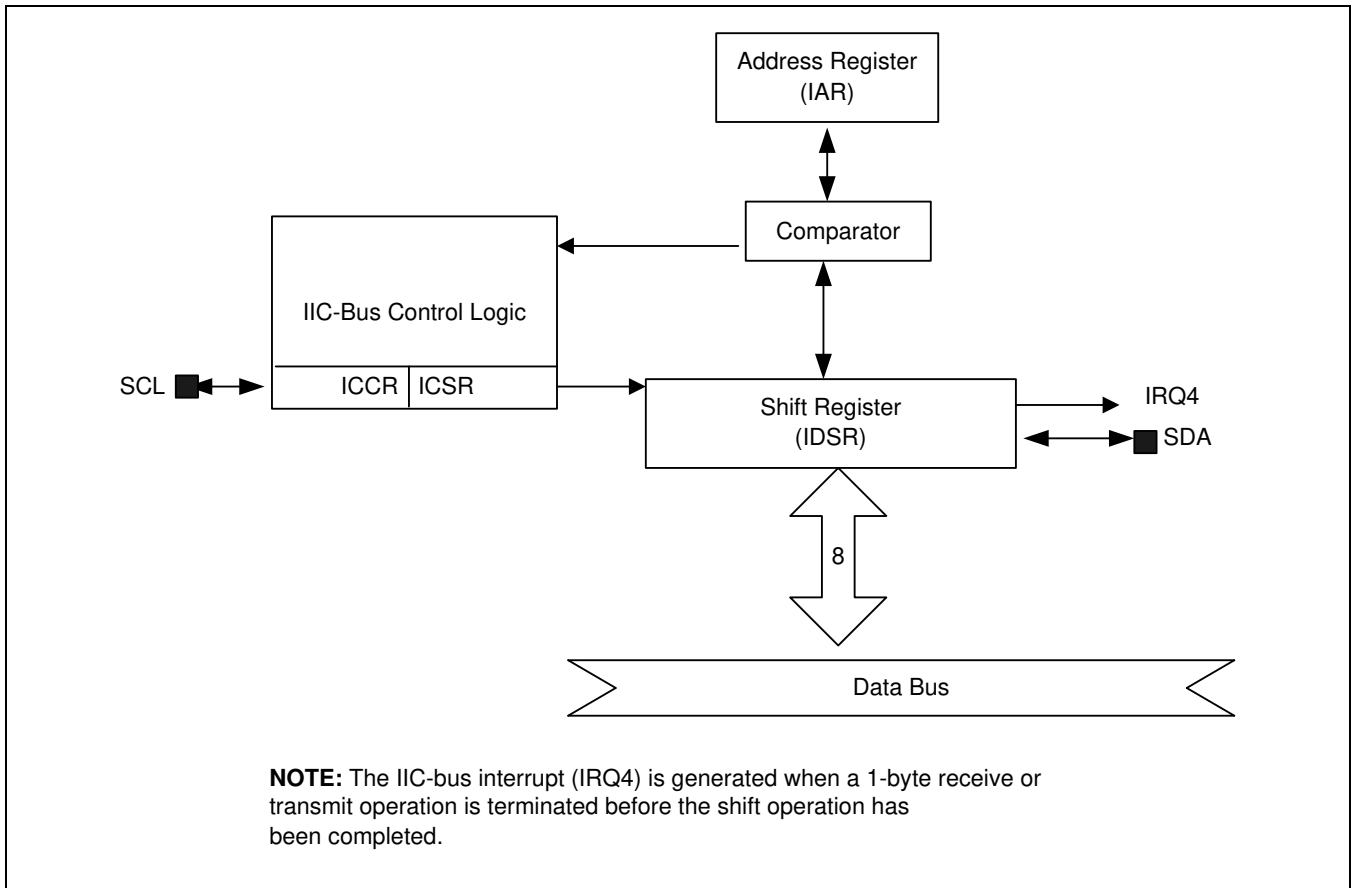 Address Register
(IAR)
Comparator
IIC-Bus Control Logic
SCL
ICCR
ICSR
Shift Register
(IDSR)
IRQ4
SDA
8
Data Bus
NOTE: The IIC-bus interrupt (IRQ4) is generated when a 1-byte receive or
transmit operation is terminated before the shift operation has
been completed.